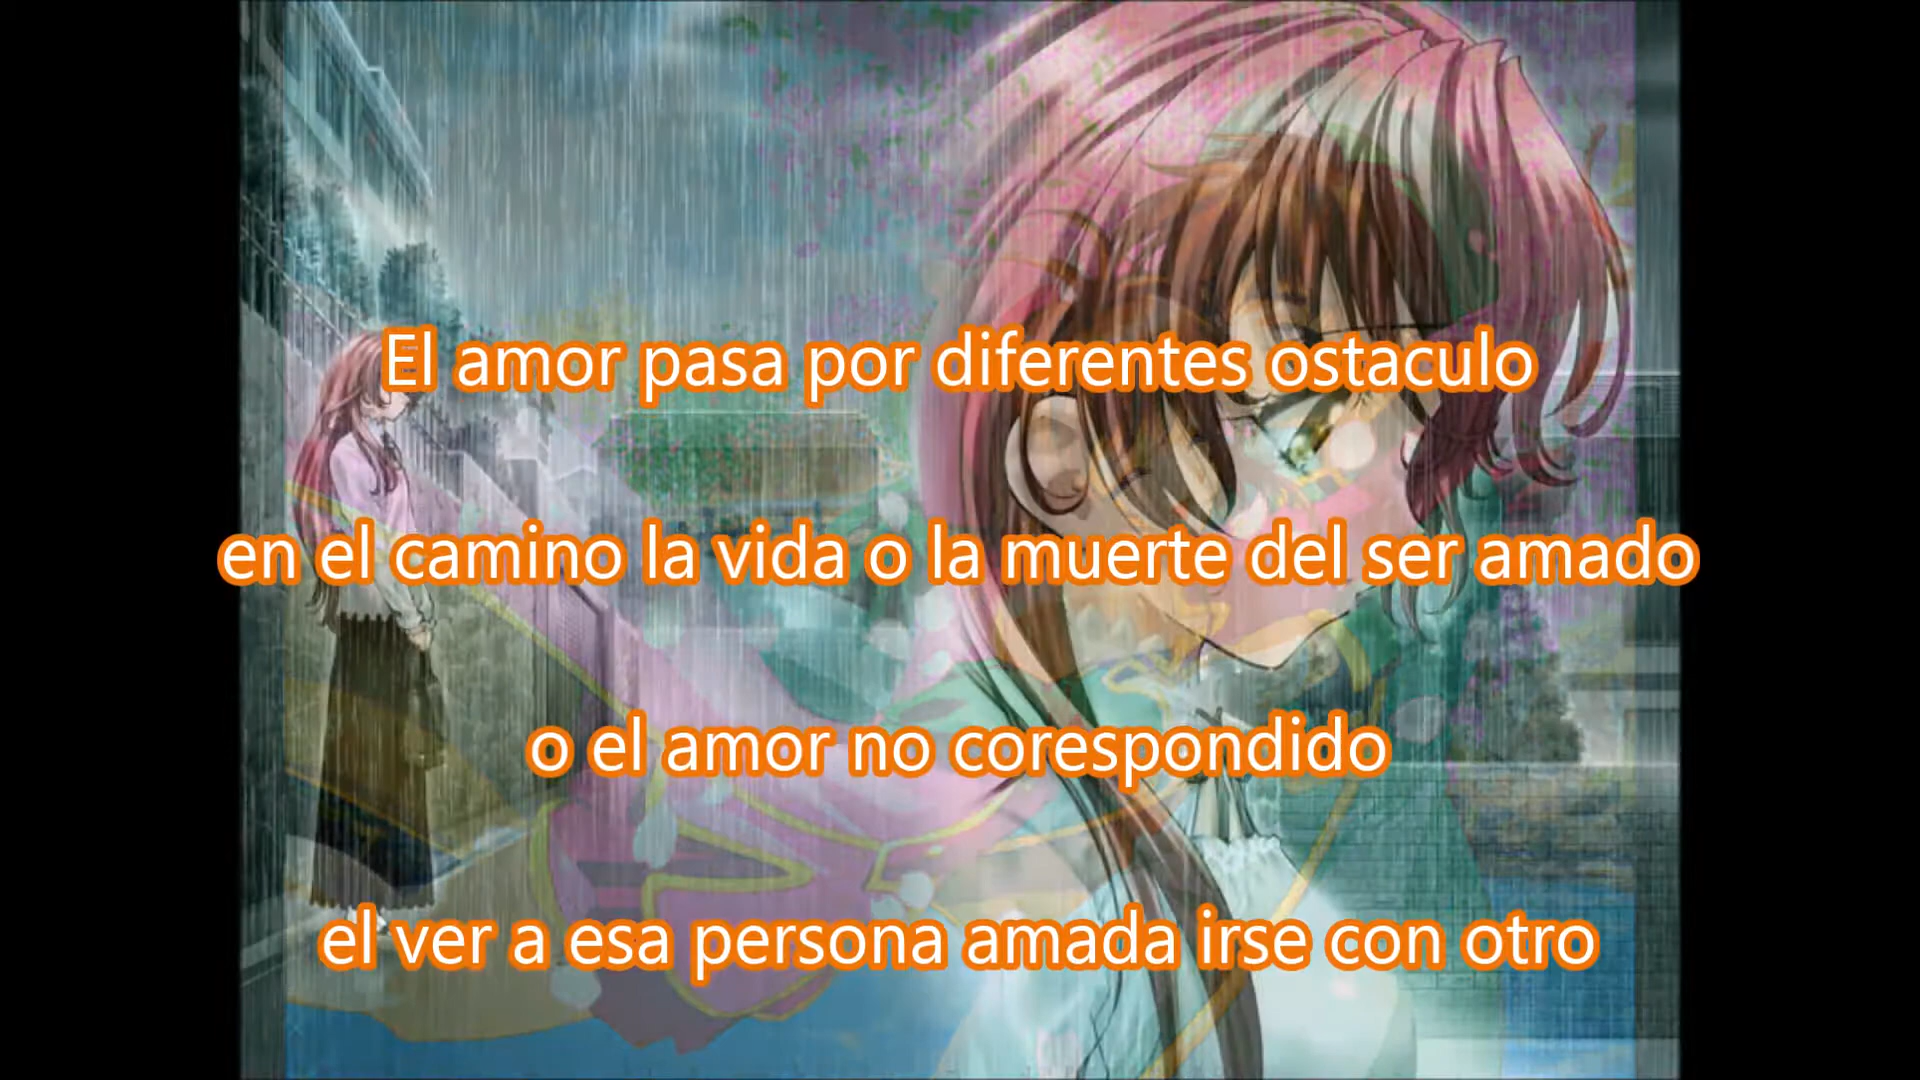 El amor pasa por diferentes ostaculo
en el camino la vida o la muerte del ser amado
o el amor no corespondido
el ver a esa persona amada irse con otro